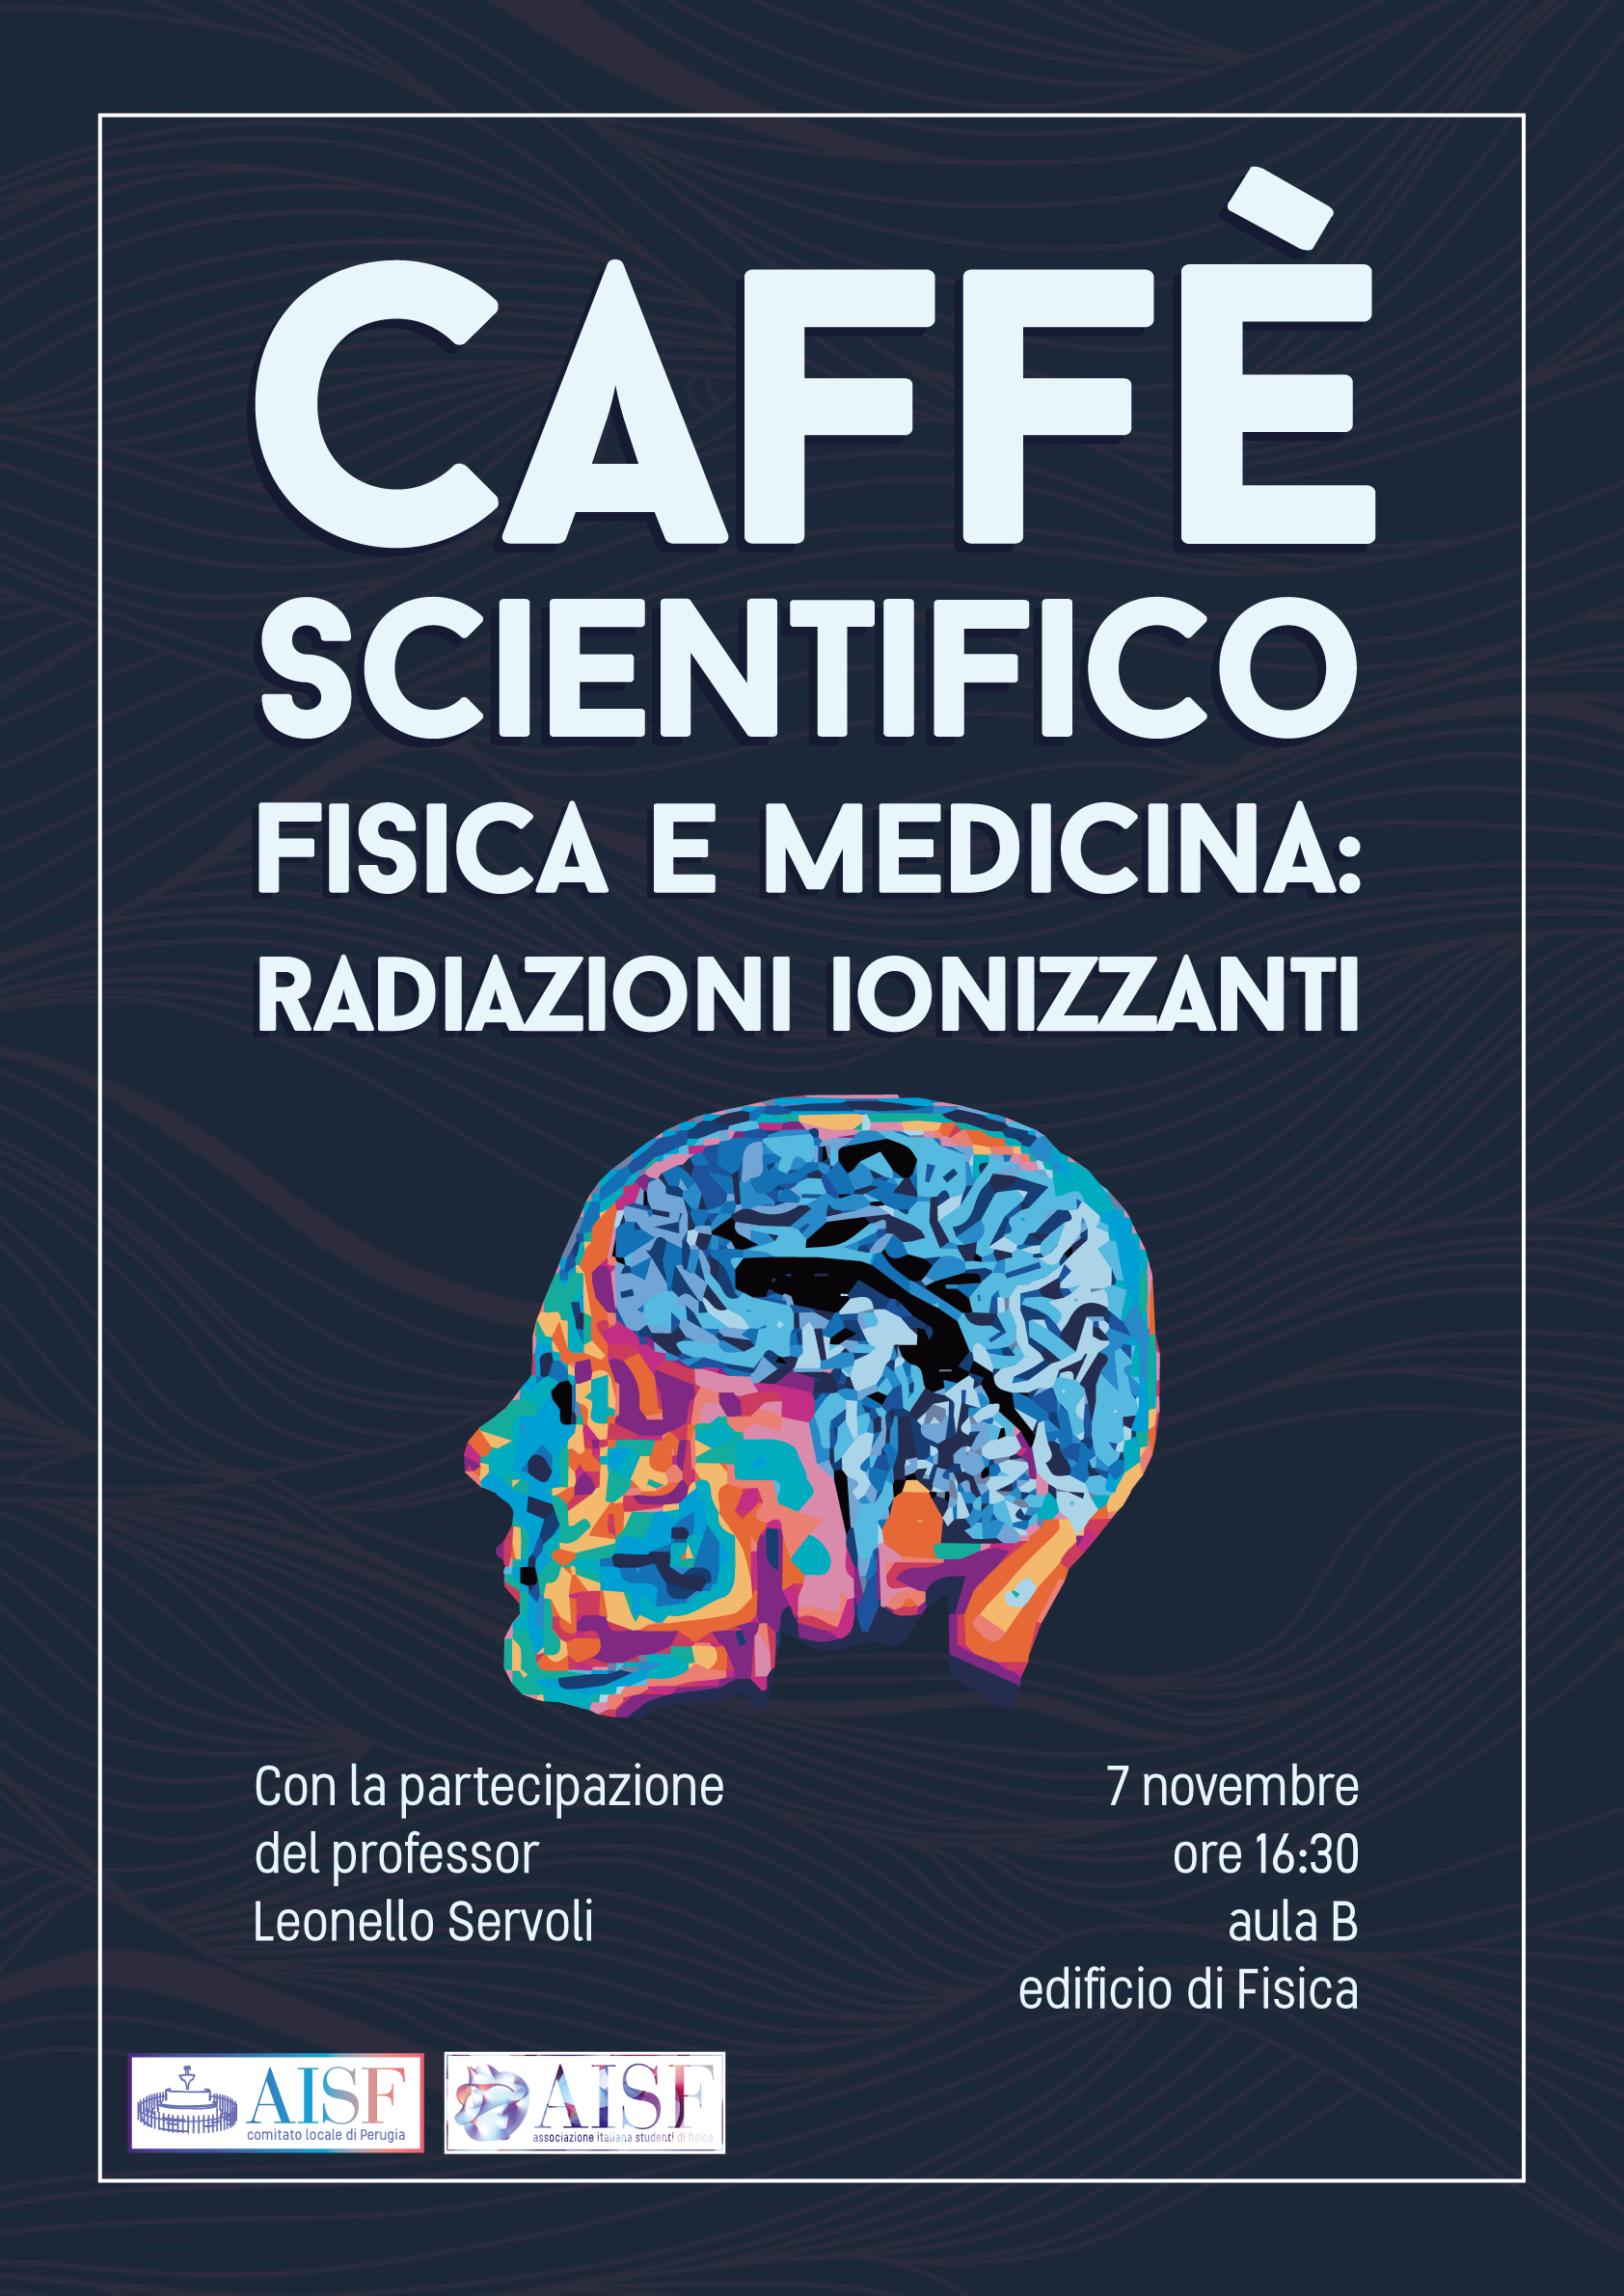 CAFFÈ
SCIENTIFICO
FISICA E MEDICINA:
RADIAZIONI IONIZZANTI
Con la partecipazione
del professor
Leonello Servoli
7 novembre
ore 16:30
aula B
edificio di Fisica
AISF
comitato locale di Perugia
AISF
associazione italiana studenti di fisica